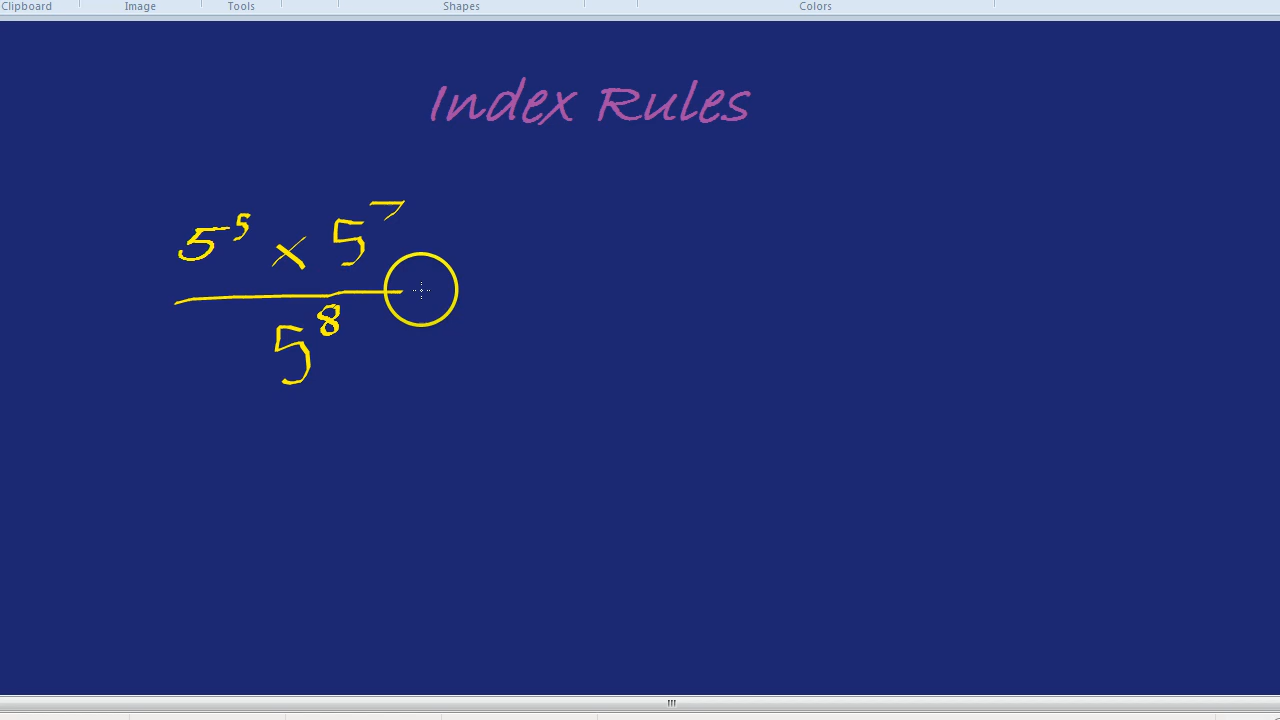 Clipboard Image Tools Shapes Colors
Index Rules
5⁵ × 5⁷
5⁸